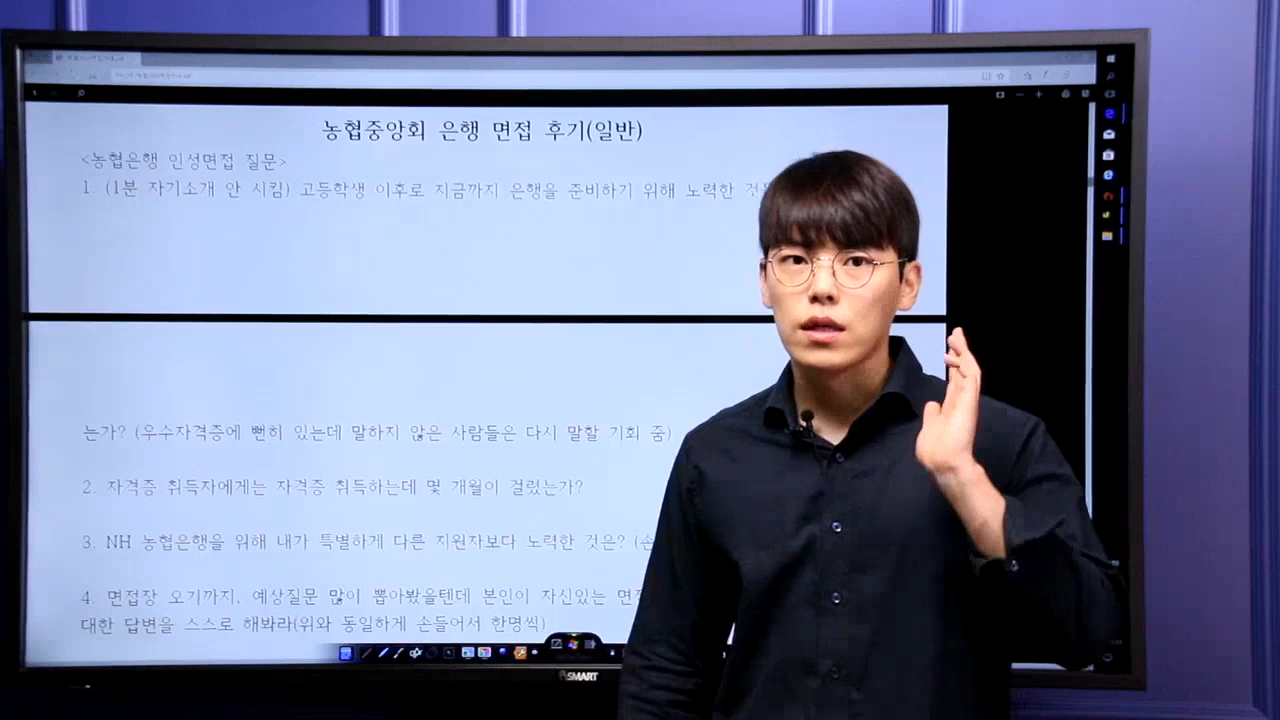 농협중앙회 은행 면접 후기(일반)
<농협은행 인성면접 질문>
1. (1분 자기소개 안 시킴) 고등학생 이후로 지금까지 은행을 준비하기 위해 노력한 것
는가? (우수자격증에 뻔히 있는데 말하지 않은 사람들은 다시 말할 기회 줌)
2. 자격증 취득자에게는 자격증 취득하는데 몇 개월이 걸렸는가?
3. NH 농협은행을 위해 내가 특별하게 다른 지원자보다 노력한 것은? (손
4. 면접장 오기까지, 예상질문 많이 뽑아봤을텐데 본인이 자신있는
대한 답변을 스스로 해봐라(위와 동일하게 손들어서 한명씩)
SMART